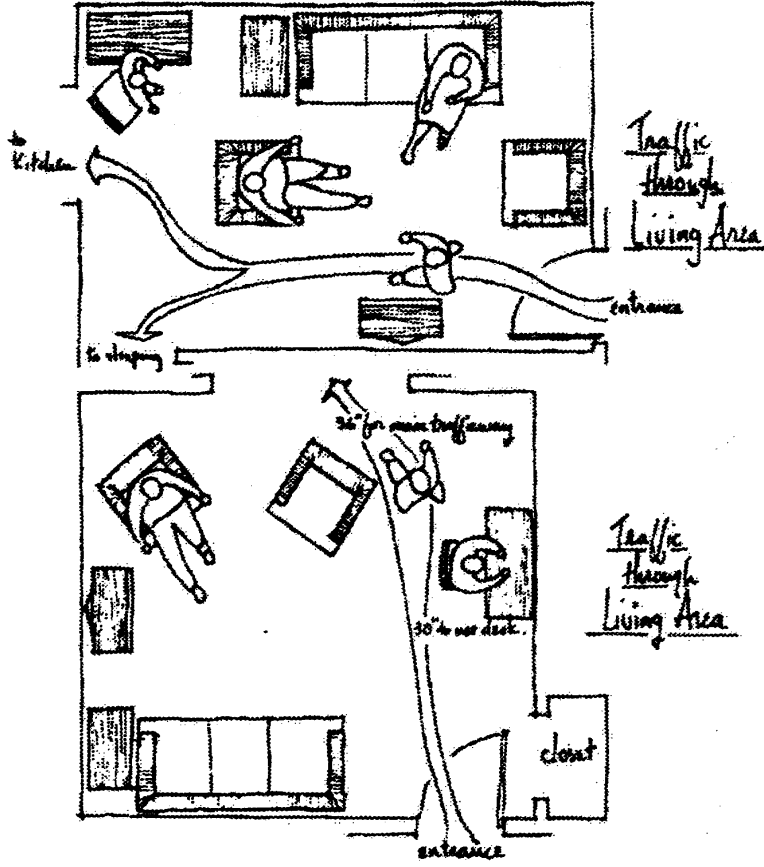 to
Kitchen
Traffic
through
Living Area
entrance
to sleeping
36" for main trafficway
Traffic
through
30" to use desk.
Living Area
closet
entrance